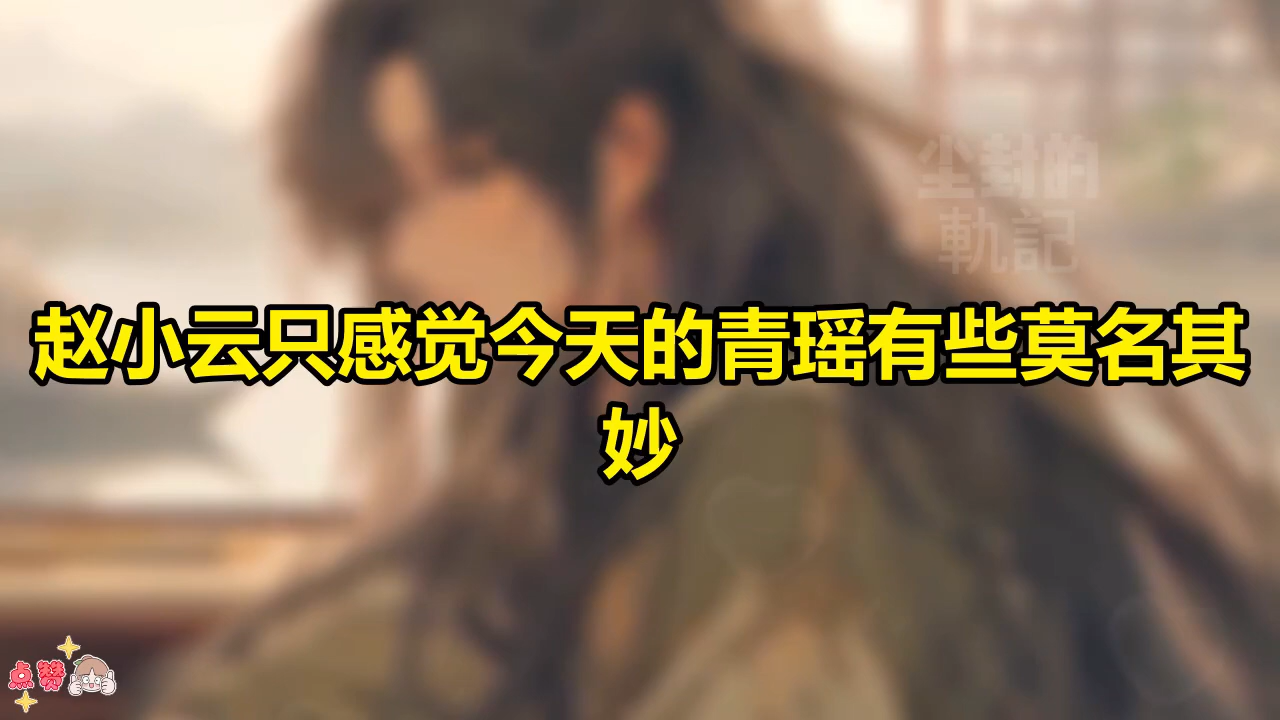 尘封的
軌記
赵小云只感觉今天的青瑶有些莫名其
妙
点赞